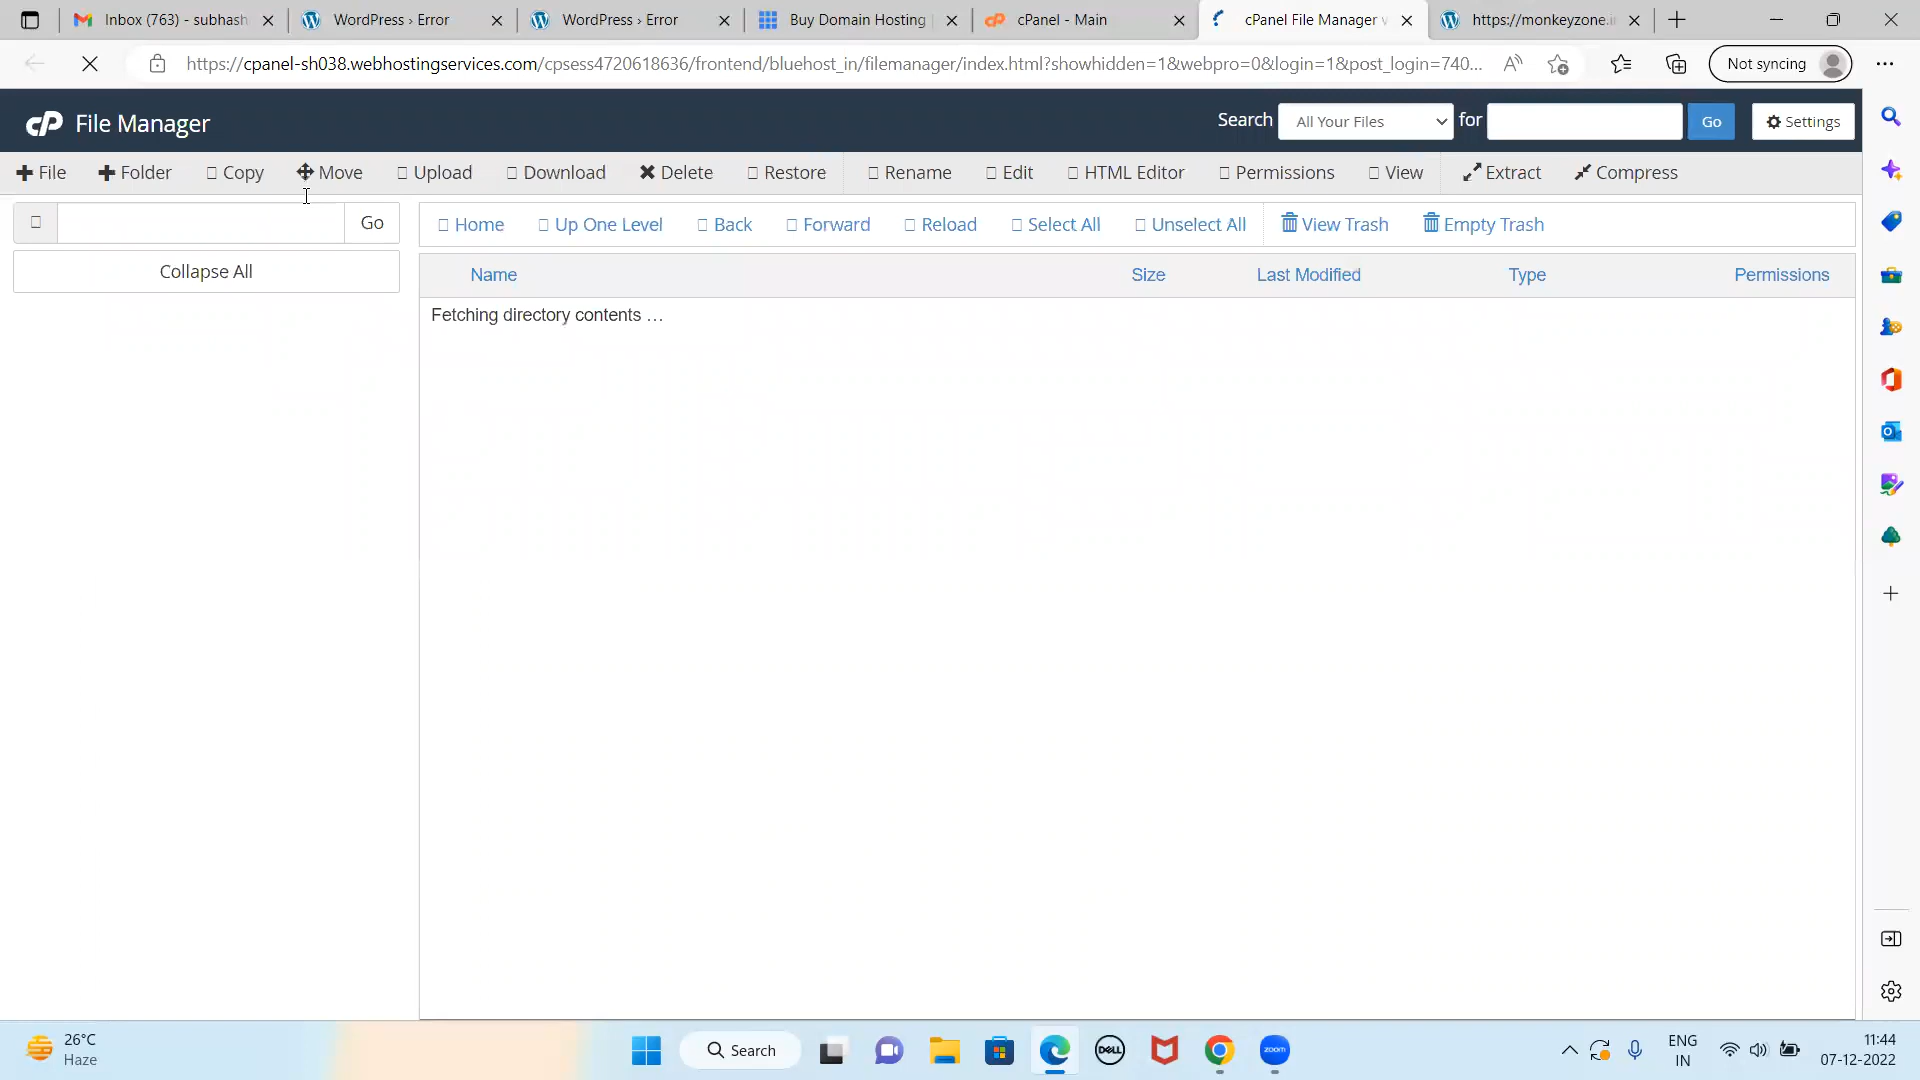 Inbox (763) - subhash
WordPress › Error
WordPress › Error
Buy Domain Hosting
cPanel - Main
cPanel File Manager v
https://monkeyzone.i
https://cpanel-sh038.webhostingservices.com/cpsess4720618636/frontend/bluehost_in/filemanager/index.html?showhidden=1&webpro=0&login=1&post_login=740...
Not syncing
cP File Manager
Search All Your Files for Go Settings
File Folder Copy Move Upload Download Delete Restore Rename Edit HTML Editor Permissions View Extract Compress
Go
Home Up One Level Back Forward Reload Select All Unselect All View Trash Empty Trash
Collapse All
Name Size Last Modified Type Permissions
Fetching directory contents ...
26°C
Haze
Search
DELL
zoom
ENG
IN
11:44
07-12-2022